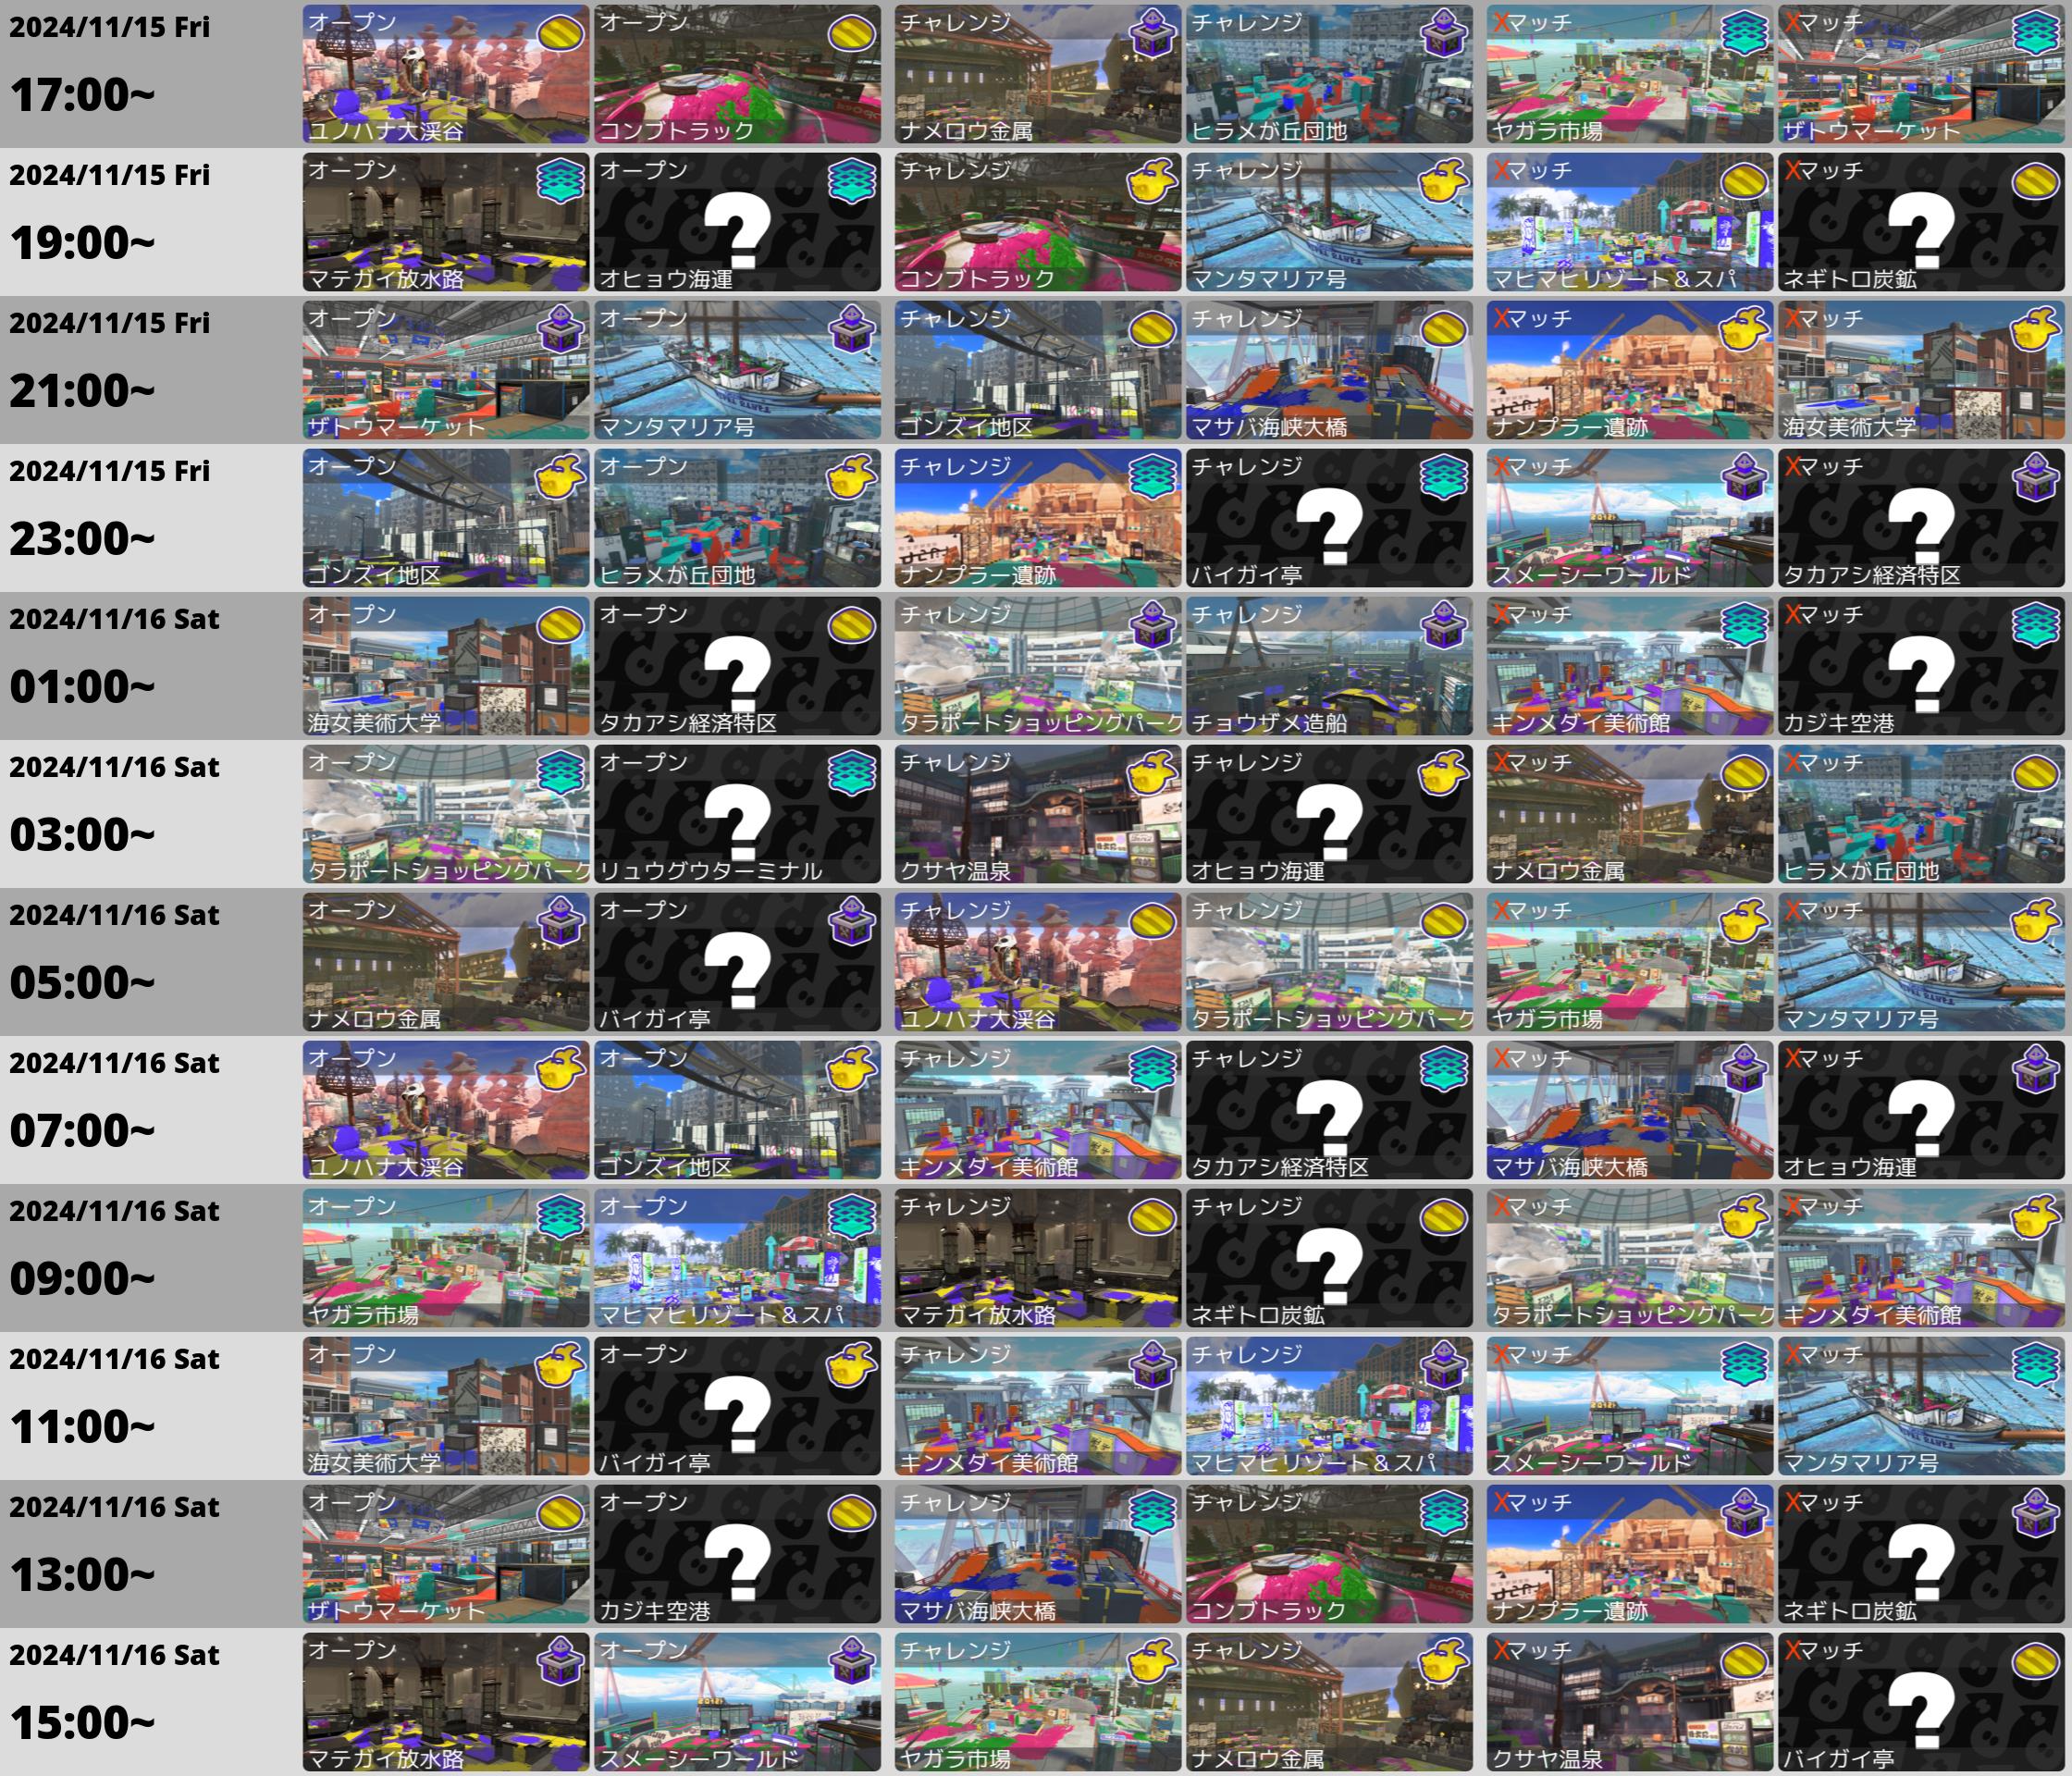 2024/11/15 Fri
17:00~
オープン オープン チャレンジ チャレンジ Xマッチ Xマッチ
ユノハナ大渓谷 コンブトラック ナメロウ金属 ヒラメが丘団地 ヤガラ市場 ザトウマーケット
2024/11/15 Fri
19:00~
オープン オープン チャレンジ チャレンジ Xマッチ Xマッチ
マテガイ放水路 オヒョウ海運 コンブトラック マンタマリア号 マヒマヒリゾート＆スパ ネギトロ炭鉱
2024/11/15 Fri
21:00~
オープン オープン チャレンジ チャレンジ Xマッチ Xマッチ
ザトウマーケット マンタマリア号 ゴンズイ地区 マサバ海峡大橋 ナンプラー遺跡 海女美術大学
2024/11/15 Fri
23:00~
オープン オープン チャレンジ チャレンジ Xマッチ Xマッチ
ゴンズイ地区 ヒラメが丘団地 ナンプラー遺跡 バイガイ亭 スメーシーワールド タカアシ経済特区
2024/11/16 Sat
01:00~
オープン オープン チャレンジ チャレンジ Xマッチ Xマッチ
海女美術大学 タカアシ経済特区 タラポートショッピングパーク チョウザメ造船 キンメダイ美術館 カジキ空港
2024/11/16 Sat
03:00~
オープン オープン チャレンジ チャレンジ Xマッチ Xマッチ
タラポートショッピングパーク リュウグウターミナル クサヤ温泉 オヒョウ海運 ナメロウ金属 ヒラメが丘団地
2024/11/16 Sat
05:00~
オープン オープン チャレンジ チャレンジ Xマッチ Xマッチ
ナメロウ金属 バイガイ亭 ユノハナ大渓谷 タラポートショッピングパーク ヤガラ市場 マンタマリア号
2024/11/16 Sat
07:00~
オープン オープン チャレンジ チャレンジ Xマッチ Xマッチ
ユノハナ大渓谷 ゴンズイ地区 キンメダイ美術館 タカアシ経済特区 マサバ海峡大橋 オヒョウ海運
2024/11/16 Sat
09:00~
オープン オープン チャレンジ チャレンジ Xマッチ Xマッチ
ヤガラ市場 マヒマヒリゾート＆スパ マテガイ放水路 ネギトロ炭鉱 タラポートショッピングパーク キンメダイ美術館
2024/11/16 Sat
11:00~
オープン オープン チャレンジ チャレンジ Xマッチ Xマッチ
海女美術大学 バイガイ亭 キンメダイ美術館 マヒマヒリゾート＆スパ スメーシーワールド マンタマリア号
2024/11/16 Sat
13:00~
オープン オープン チャレンジ チャレンジ Xマッチ Xマッチ
ザトウマーケット カジキ空港 マサバ海峡大橋 コンブトラック ナンプラー遺跡 ネギトロ炭鉱
2024/11/16 Sat
15:00~
オープン オープン チャレンジ チャレンジ Xマッチ Xマッチ
マテガイ放水路 スメーシーワールド ヤガラ市場 ナメロウ金属 クサヤ温泉 バイガイ亭